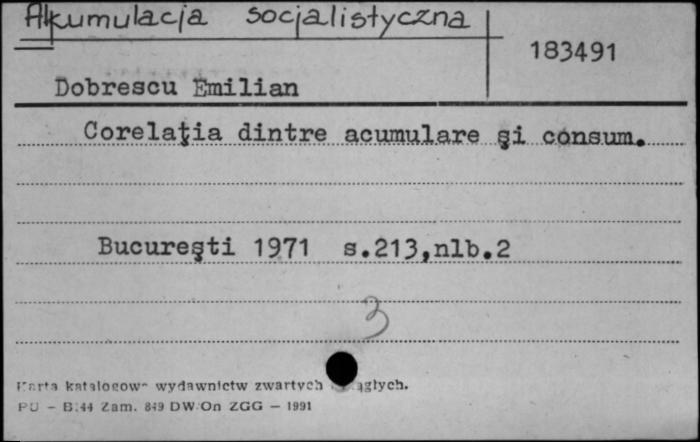 Akumulacja socjalistyczna
183491
Dobrescu Emilian
Corelaţia dintre acumulare şi consum.
Bucureşti 1971 s.213,nlb.2
3
Karta katalogowa wydawnictw zwartych ciągłych.
PU - B.44 Zam. 849 DW.On ZGG - 1991